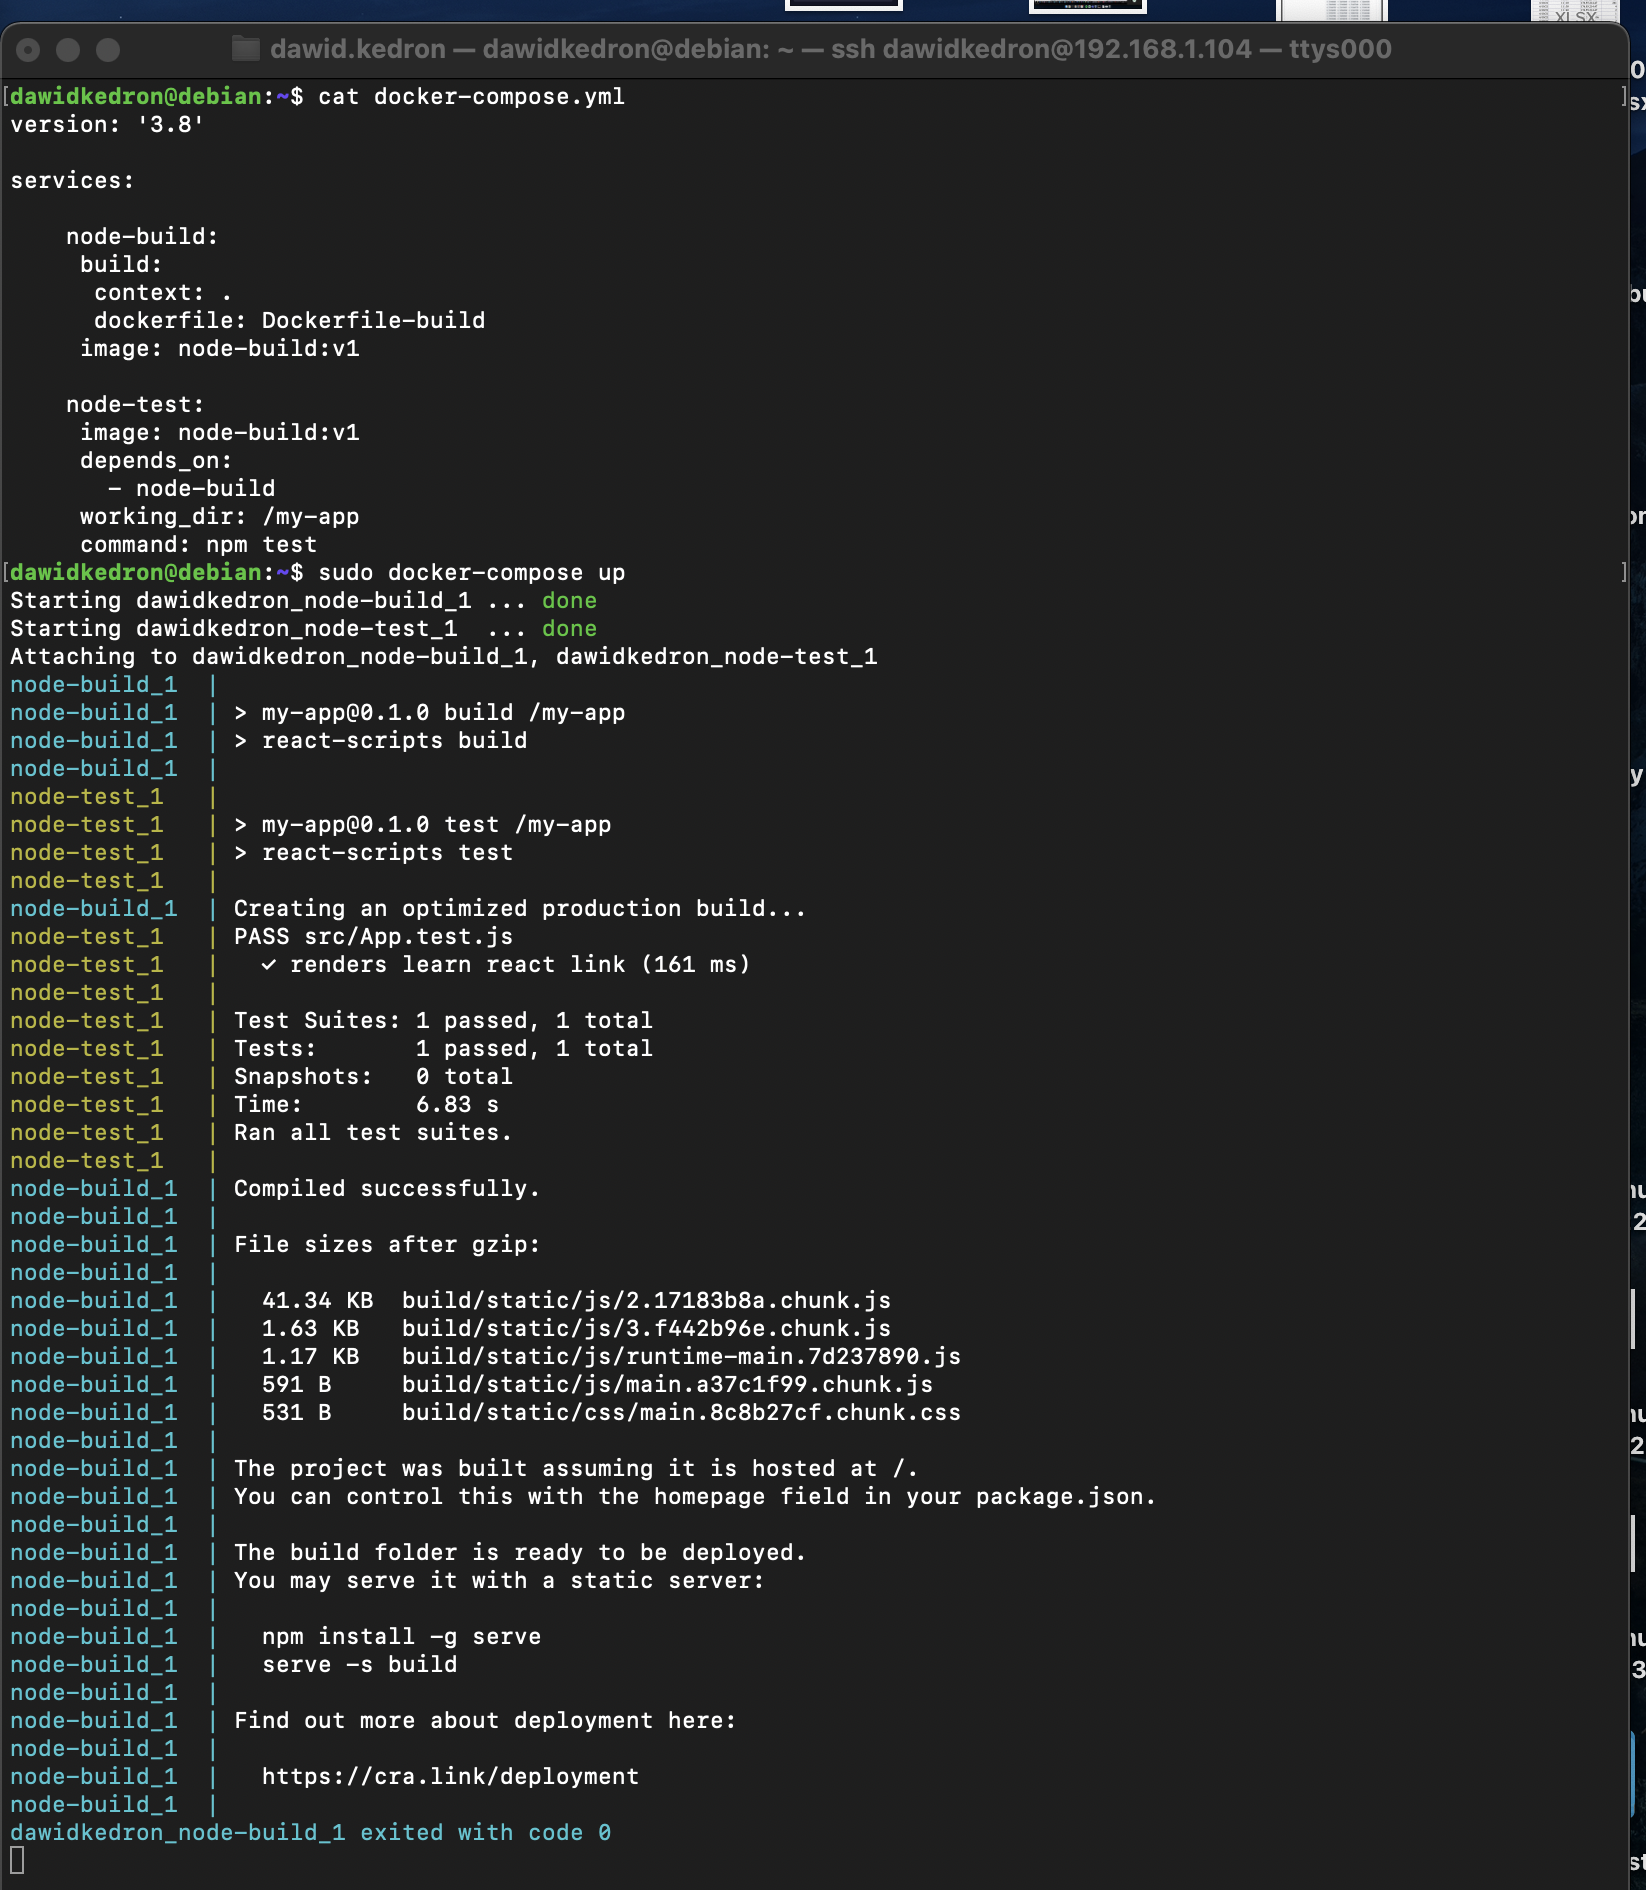 XLSX
dawid.kedron — dawidkedron@debian: ~ — ssh dawidkedron@192.168.1.104 — ttys000
[dawidkedron@debian:~$ cat docker-compose.yml ]
version: '3.8'
services:
node-build:
build:
context: .
dockerfile: Dockerfile-build
image: node-build:v1
node-test:
image: node-build:v1
depends_on:
- node-build
working_dir: /my-app
command: npm test
[dawidkedron@debian:~$ sudo docker-compose up ]
Starting dawidkedron_node-build_1 ... done
Starting dawidkedron_node-test_1  ... done
Attaching to dawidkedron_node-build_1, dawidkedron_node-test_1
node-build_1  |
node-build_1  | > my-app@0.1.0 build /my-app
node-build_1  | > react-scripts build
node-build_1  |
node-test_1   |
node-test_1   | > my-app@0.1.0 test /my-app
node-test_1   | > react-scripts test
node-test_1   |
node-build_1  | Creating an optimized production build...
node-test_1   | PASS src/App.test.js
node-test_1   |   ✓ renders learn react link (161 ms)
node-test_1   |
node-test_1   | Test Suites: 1 passed, 1 total
node-test_1   | Tests:       1 passed, 1 total
node-test_1   | Snapshots:   0 total
node-test_1   | Time:        6.83 s
node-test_1   | Ran all test suites.
node-test_1   |
node-build_1  | Compiled successfully.
node-build_1  |
node-build_1  | File sizes after gzip:
node-build_1  |
node-build_1  |   41.34 KB  build/static/js/2.17183b8a.chunk.js
node-build_1  |   1.63 KB   build/static/js/3.f442b96e.chunk.js
node-build_1  |   1.17 KB   build/static/js/runtime-main.7d237890.js
node-build_1  |   591 B     build/static/js/main.a37c1f99.chunk.js
node-build_1  |   531 B     build/static/css/main.8c8b27cf.chunk.css
node-build_1  |
node-build_1  | The project was built assuming it is hosted at /.
node-build_1  | You can control this with the homepage field in your package.json.
node-build_1  |
node-build_1  | The build folder is ready to be deployed.
node-build_1  | You may serve it with a static server:
node-build_1  |
node-build_1  |   npm install -g serve
node-build_1  |   serve -s build
node-build_1  |
node-build_1  | Find out more about deployment here:
node-build_1  |
node-build_1  |   https://cra.link/deployment
node-build_1  |
dawidkedron_node-build_1 exited with code 0